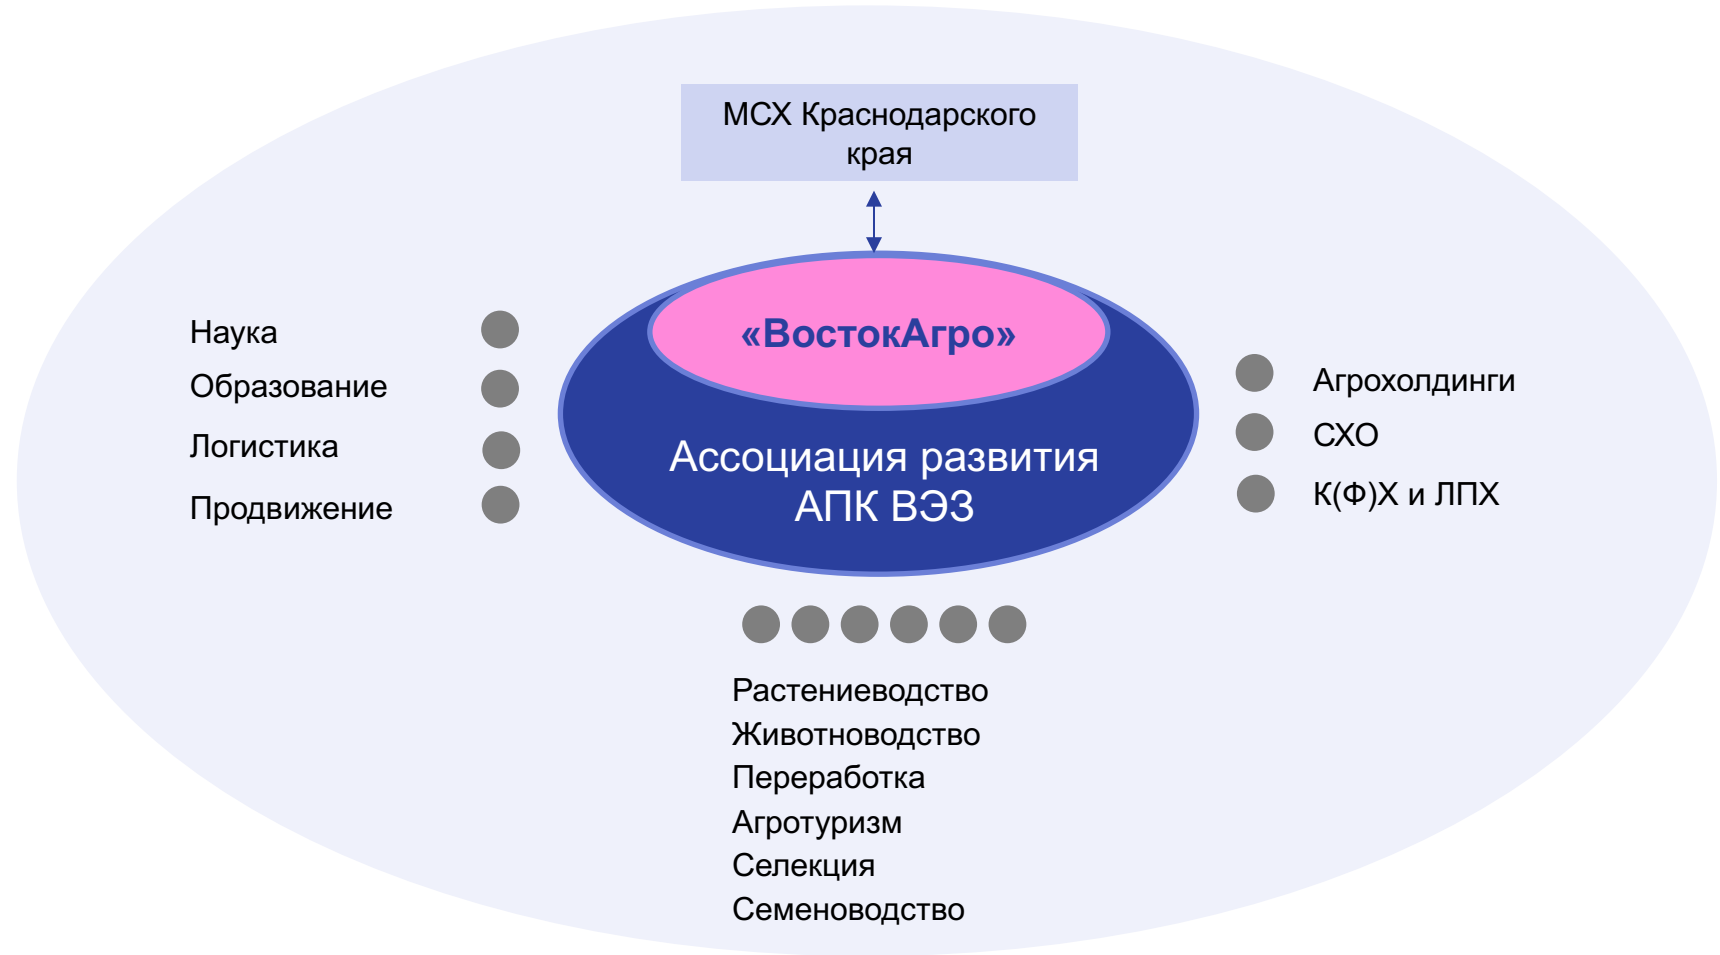 МСХ Краснодарского
края
«ВостокАгро»
Ассоциация развития
АПК ВЭЗ
Наука
Образование
Логистика
Продвижение
Агрохолдинги
СХО
К(Ф)Х и ЛПХ
Растениеводство
Животноводство
Переработка
Агротуризм
Селекция
Семеноводство